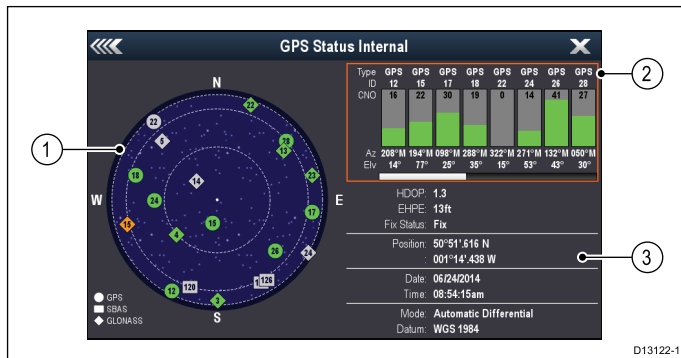 GPS Status Internal
1
N
W
E
S
22
22
5
28
13
18
14
23
24
17
15
15
4
26
24
12
120
126
3
GPS
SBAS
GLONASS
2
Type GPS GPS GPS GPS GPS GPS GPS GPS
ID 12 15 17 18 22 24 26 28
CNO 16 22 30 19 0 14 41 27
Az 208°M 194°M 098°M 288°M 322°M 271°M 132°M 050°M
Elv 14° 77° 25° 35° 15° 53° 43° 30°
HDOP: 1.3
EHPE: 13ft
Fix Status: Fix
Position: 50°51'.616 N
: 001°14'.438 W
3
Date: 06/24/2014
Time: 08:54:15am
Mode: Automatic Differential
Datum: WGS 1984
D13122-1